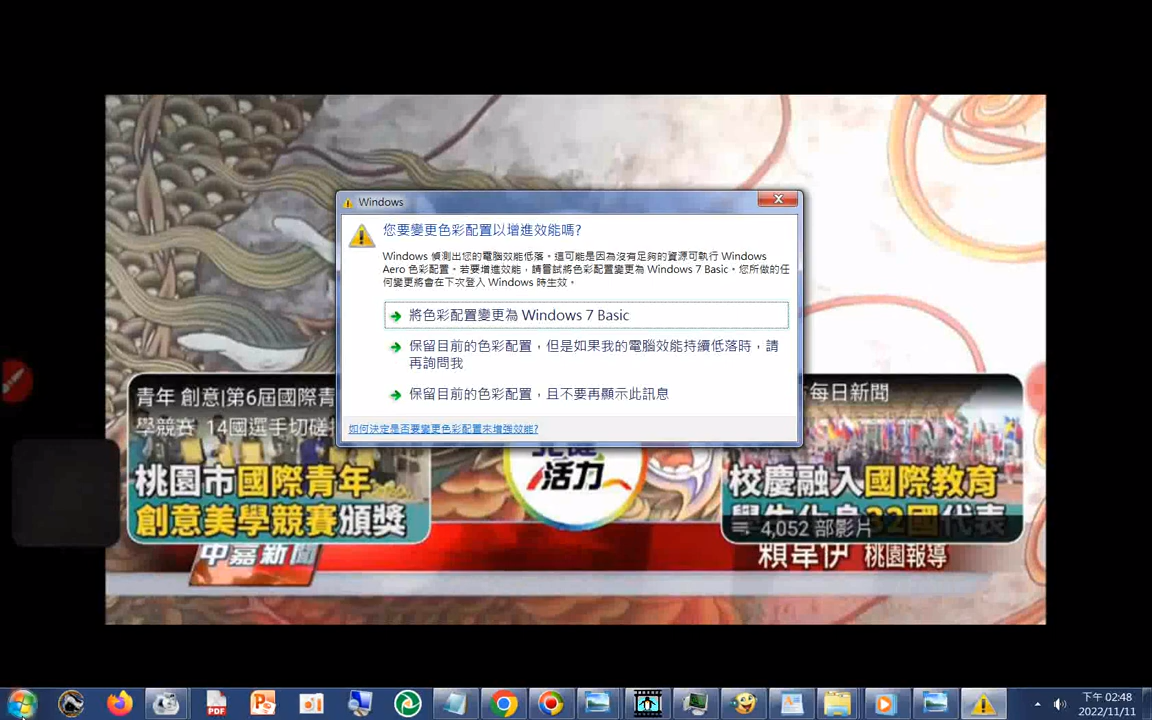 Windows
您要變更色彩配置以增進效能嗎?
Windows 偵測出您的電腦效能低落。這可能是因為沒有足夠的資源可執行 Windows
Aero 色彩配置。若要增進效能，請嘗試將色彩配置變更為 Windows 7 Basic。您所做的任
何變更將會在下次登入 Windows 時生效。
將色彩配置變更為 Windows 7 Basic
保留目前的色彩配置，但是如果我的電腦效能持續低落時，請
再詢問我
保留目前的色彩配置，且不要再顯示此訊息
如何決定是否要變更色彩配置來增強效能?
青年 創意|第6屆國際青
學競賽 14國選手切磋
桃園市國際青年
創意美學競賽頒獎
中嘉新聞
活力
每日新聞
校慶融入國際教育
32國代表
4,052 部影片
賴韋伊 桃園報導
PDF
下午 02:48
2022/11/11